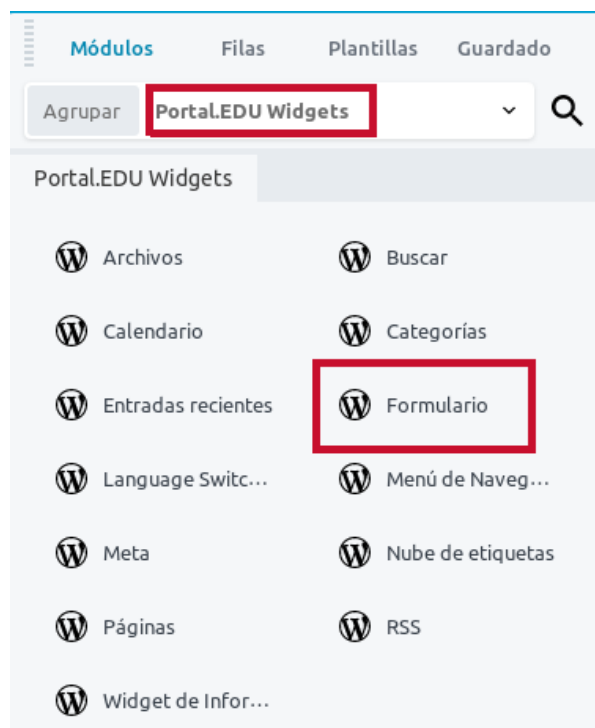 Módulos Filas Plantillas Guardado
Agrupar Portal.EDU Widgets
Portal.EDU Widgets
Archivos Buscar
Calendario Categorías
Entradas recientes Formulario
Language Switc... Menú de Naveg...
Meta Nube de etiquetas
Páginas RSS
Widget de Infor...